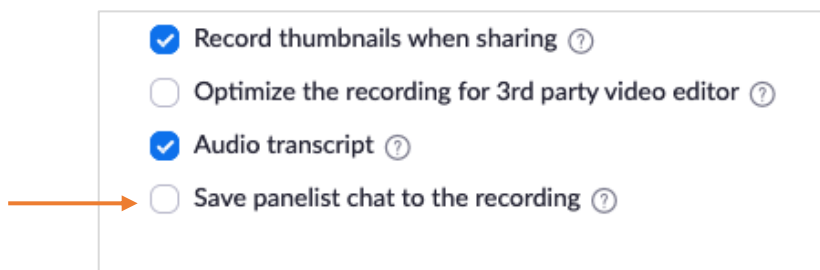 Record thumbnails when sharing ?
Optimize the recording for 3rd party video editor ?
Audio transcript ?
Save panelist chat to the recording ?